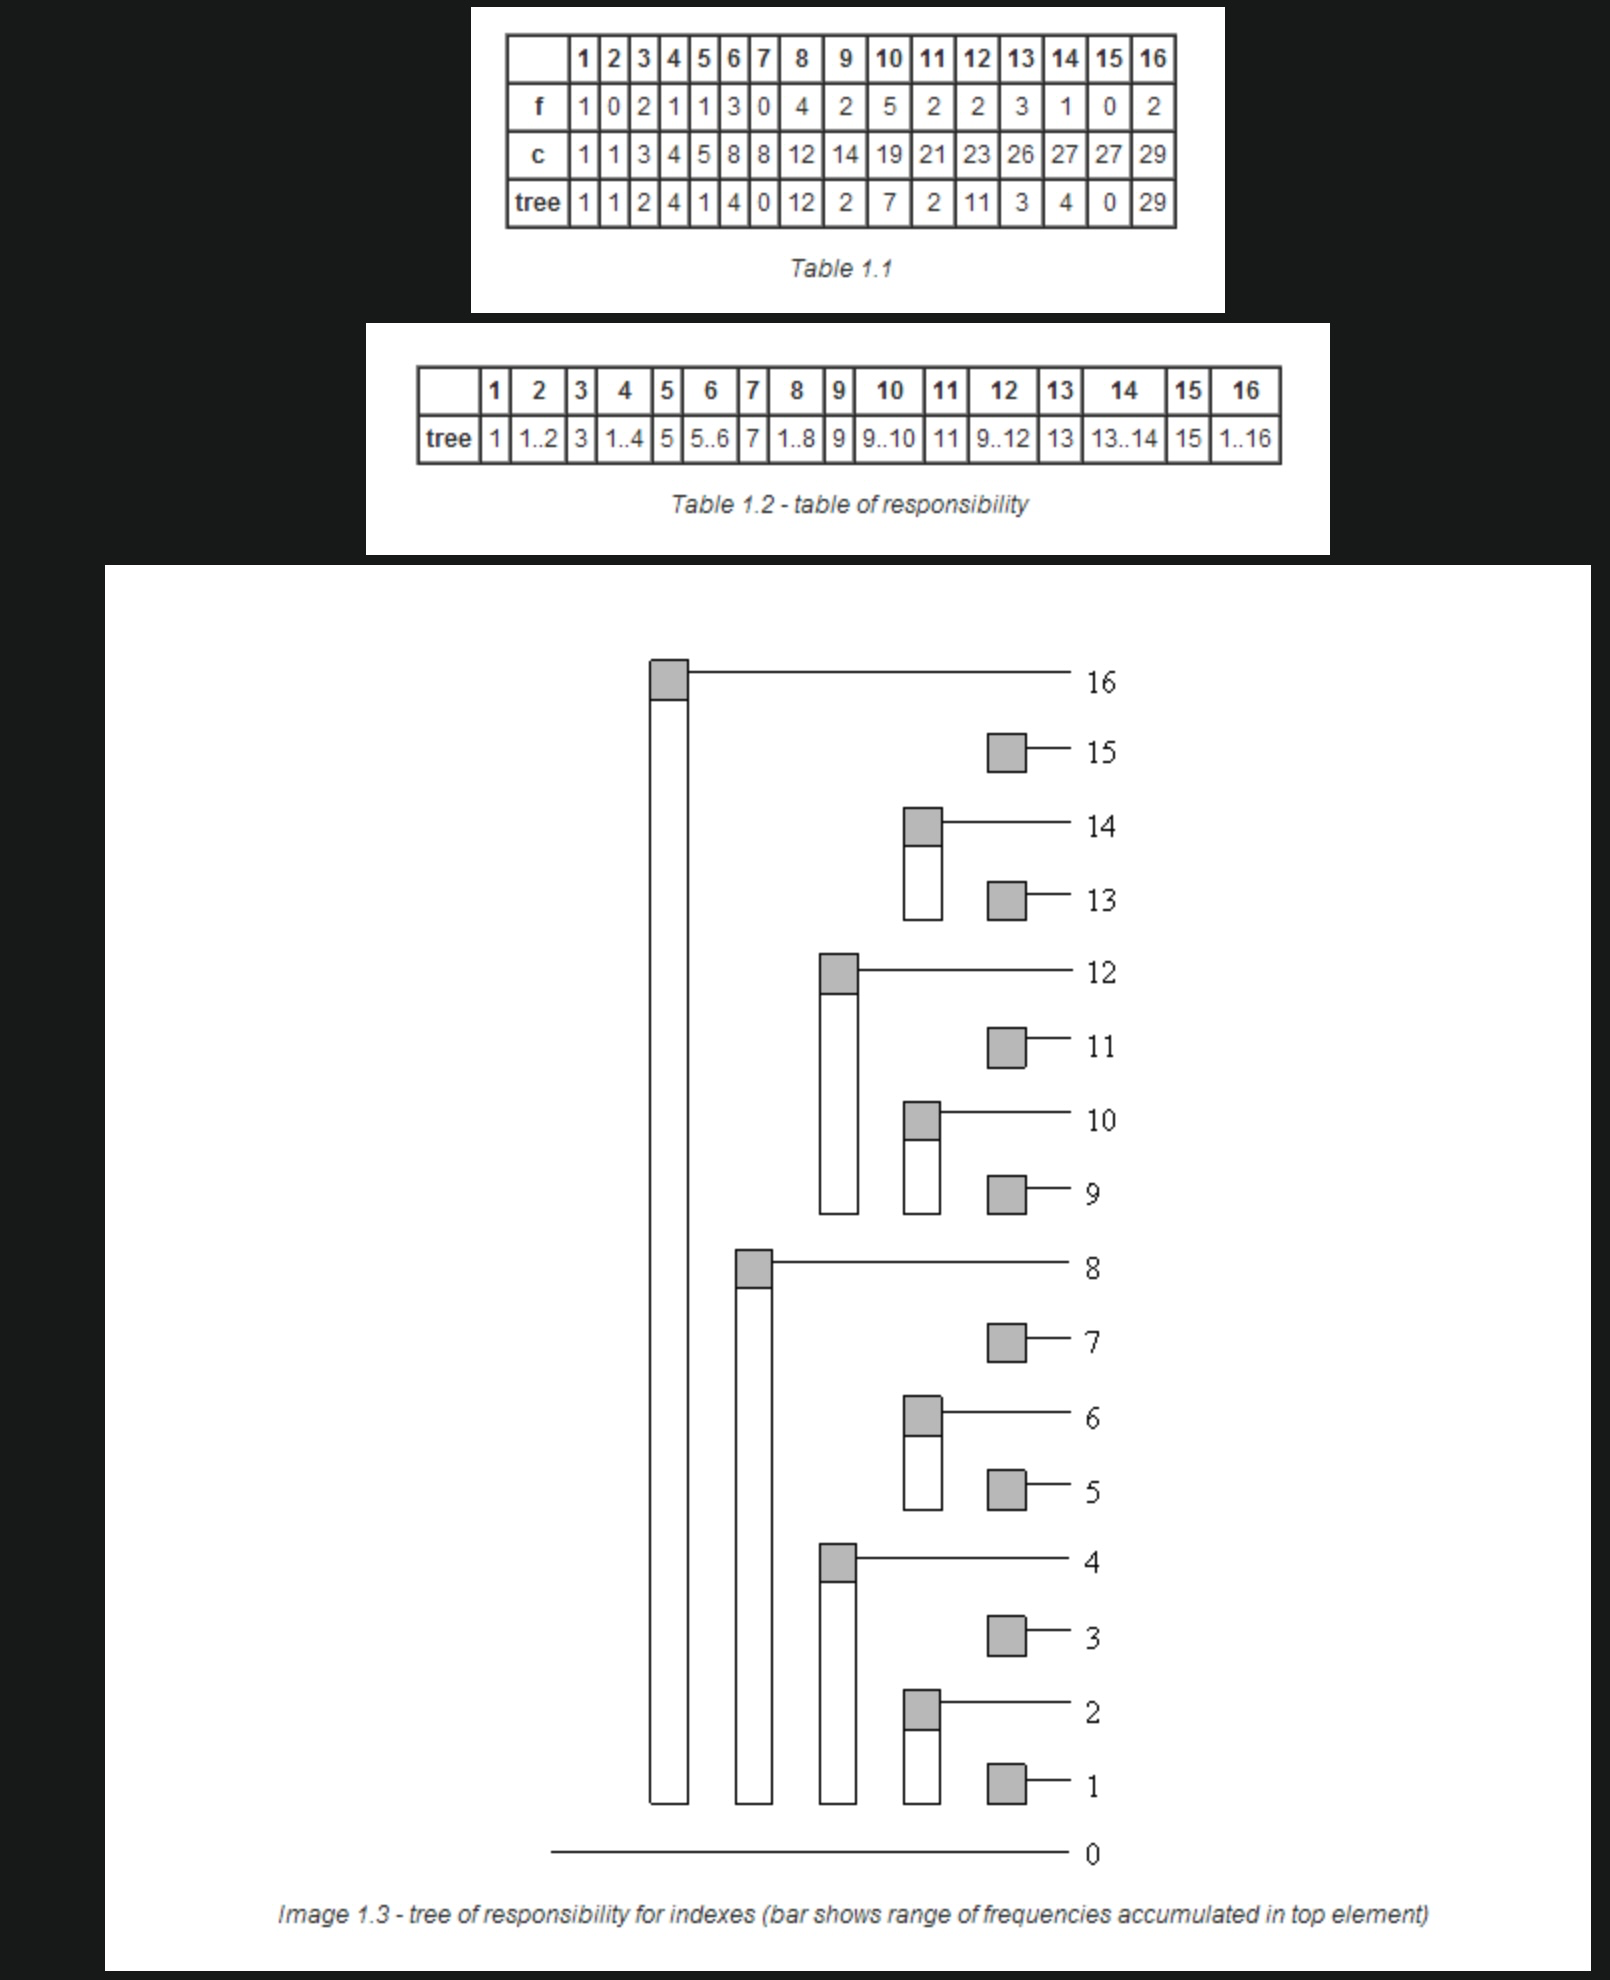 1 2 3 4 5 6 7 8 9 10 11 12 13 14 15 16
f 1 0 2 1 1 3 0 4 2 5 2 2 3 1 0 2
c 1 1 3 4 5 8 8 12 14 19 21 23 26 27 27 29
tree 1 1 2 4 1 4 0 12 2 7 2 11 3 4 0 29
Table 1.1
1 2 3 4 5 6 7 8 9 10 11 12 13 14 15 16
tree 1 1..2 3 1..4 5 5..6 7 1..8 9 9..10 11 9..12 13 13..14 15 1..16
Table 1.2 - table of responsibility
16
15
14
13
12
11
10
9
8
7
6
5
4
3
2
1
0
Image 1.3 - tree of responsibility for indexes (bar shows range of frequencies accumulated in top element)